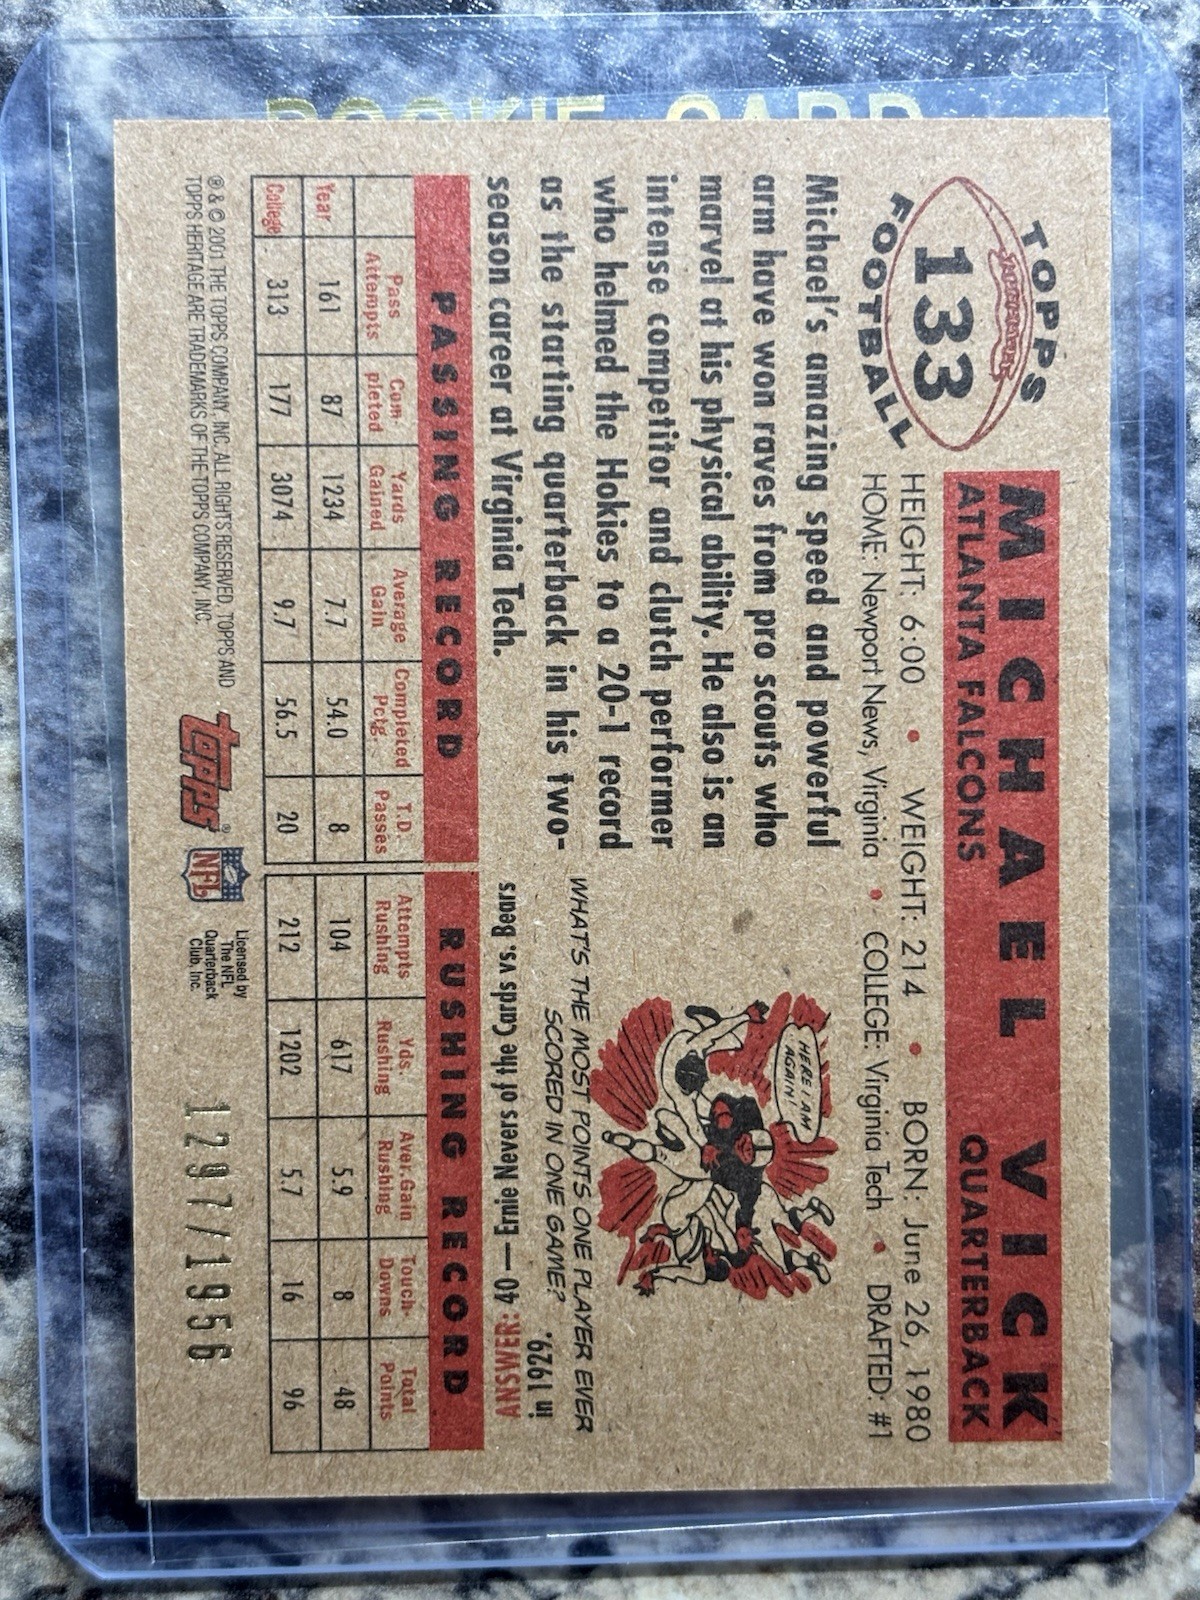 ROOKIE CARD
TOPPS
133
FOOTBALL
MICHAEL VICK
ATLANTA FALCONS QUARTERBACK
HEIGHT: 6:00 • WEIGHT: 214 • BORN: June 26, 1980
HOME: Newport News, Virginia • COLLEGE: Virginia Tech • DRAFTED: #1
Michael's amazing speed and powerful
arm have won raves from pro scouts who
marvel at his physical ability. He also is an
intense competitor and clutch performer
who helmed the Hokies to a 20-1 record
as the starting quarterback in his two-
season career at Virginia Tech.
HERE I AM
AGAIN!
WHAT'S THE MOST POINTS ONE PLAYER EVER
SCORED IN ONE GAME?
ANSWER: 40 — Ernie Nevers of the Cards vs. Bears
in 1929.
PASSING RECORD RUSHING RECORD
Pass Attempts Com-pleted Yards Gained Average Gain Completed Pctg. T.D. Passes Attempts Rushing Yds. Rushing Aver. Gain Rushing Touch-Downs Total Points
Year 161 87 1234 7.7 54.0 8 104 617 5.9 8 48
College 313 177 3074 9.7 56.5 20 212 1202 5.7 16 96
® & © 2001 THE TOPPS COMPANY, INC. ALL RIGHTS RESERVED. TOPPS AND
TOPPS HERITAGE ARE TRADEMARKS OF THE TOPPS COMPANY, INC.
Topps®
NFL
Licensed by
The NFL
Quarterback
Club, Inc.
1297/1956